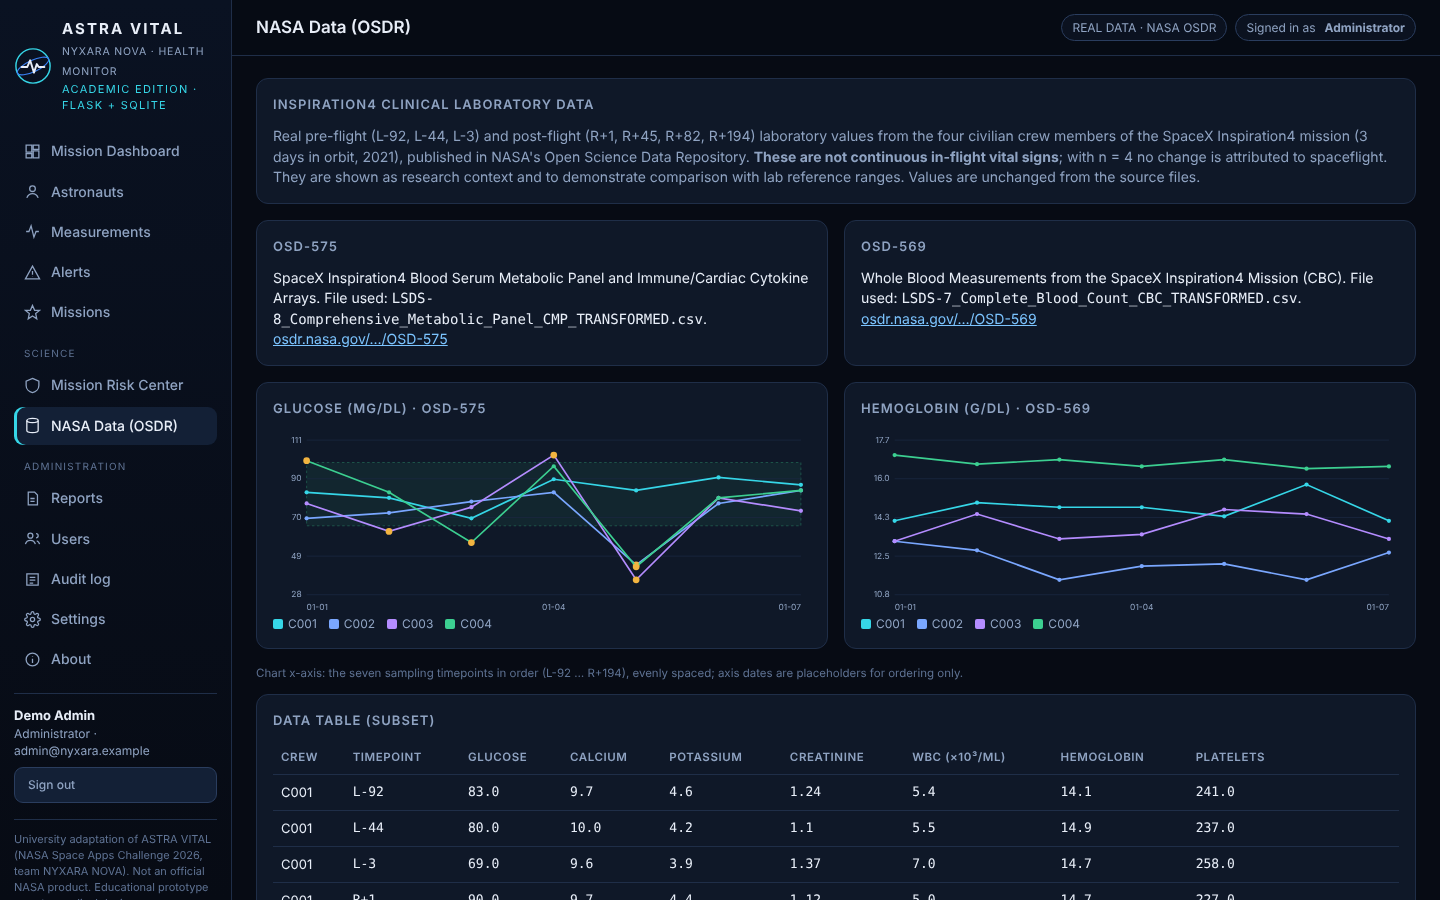 ASTRA VITAL
NYXARA NOVA · HEALTH
MONITOR
ACADEMIC EDITION ·
FLASK + SQLITE
Mission Dashboard
Astronauts
Measurements
Alerts
Missions
SCIENCE
Mission Risk Center
NASA Data (OSDR)
ADMINISTRATION
Reports
Users
Audit log
Settings
About
Demo Admin
Administrator ·
admin@nyxara.example
Sign out
University adaptation of ASTRA VITAL
(NASA Space Apps Challenge 2026,
team NYXARA NOVA). Not an official
NASA product. Educational prototype
NASA Data (OSDR)
REAL DATA · NASA OSDR
Signed in as Administrator
INSPIRATION4 CLINICAL LABORATORY DATA
Real pre-flight (L-92, L-44, L-3) and post-flight (R+1, R+45, R+82, R+194) laboratory values from the four civilian crew members of the SpaceX Inspiration4 mission (3
days in orbit, 2021), published in NASA's Open Science Data Repository. These are not continuous in-flight vital signs; with n = 4 no change is attributed to spaceflight.
They are shown as research context and to demonstrate comparison with lab reference ranges. Values are unchanged from the source files.
OSD-575
SpaceX Inspiration4 Blood Serum Metabolic Panel and Immune/Cardiac Cytokine
Arrays. File used: LSDS-
8_Comprehensive_Metabolic_Panel_CMP_TRANSFORMED.csv.
osdr.nasa.gov/.../OSD-575
OSD-569
Whole Blood Measurements from the SpaceX Inspiration4 Mission (CBC). File
used: LSDS-7_Complete_Blood_Count_CBC_TRANSFORMED.csv.
osdr.nasa.gov/.../OSD-569
GLUCOSE (MG/DL) · OSD-575
111
90
70
49
28
01-01 01-04 01-07
C001 C002 C003 C004
HEMOGLOBIN (G/DL) · OSD-569
17.7
16.0
14.3
12.5
10.8
01-01 01-04 01-07
C001 C002 C003 C004
Chart x-axis: the seven sampling timepoints in order (L-92 ... R+194), evenly spaced; axis dates are placeholders for ordering only.
DATA TABLE (SUBSET)
CREW TIMEPOINT GLUCOSE CALCIUM POTASSIUM CREATININE WBC (×10³/ML) HEMOGLOBIN PLATELETS
C001 L-92 83.0 9.7 4.6 1.24 5.4 14.1 241.0
C001 L-44 80.0 10.0 4.2 1.1 5.5 14.9 237.0
C001 L-3 69.0 9.6 3.9 1.37 7.0 14.7 258.0
C001 R+1 90.0 9.7 4.4 1.12 5.0 14.7 227.0